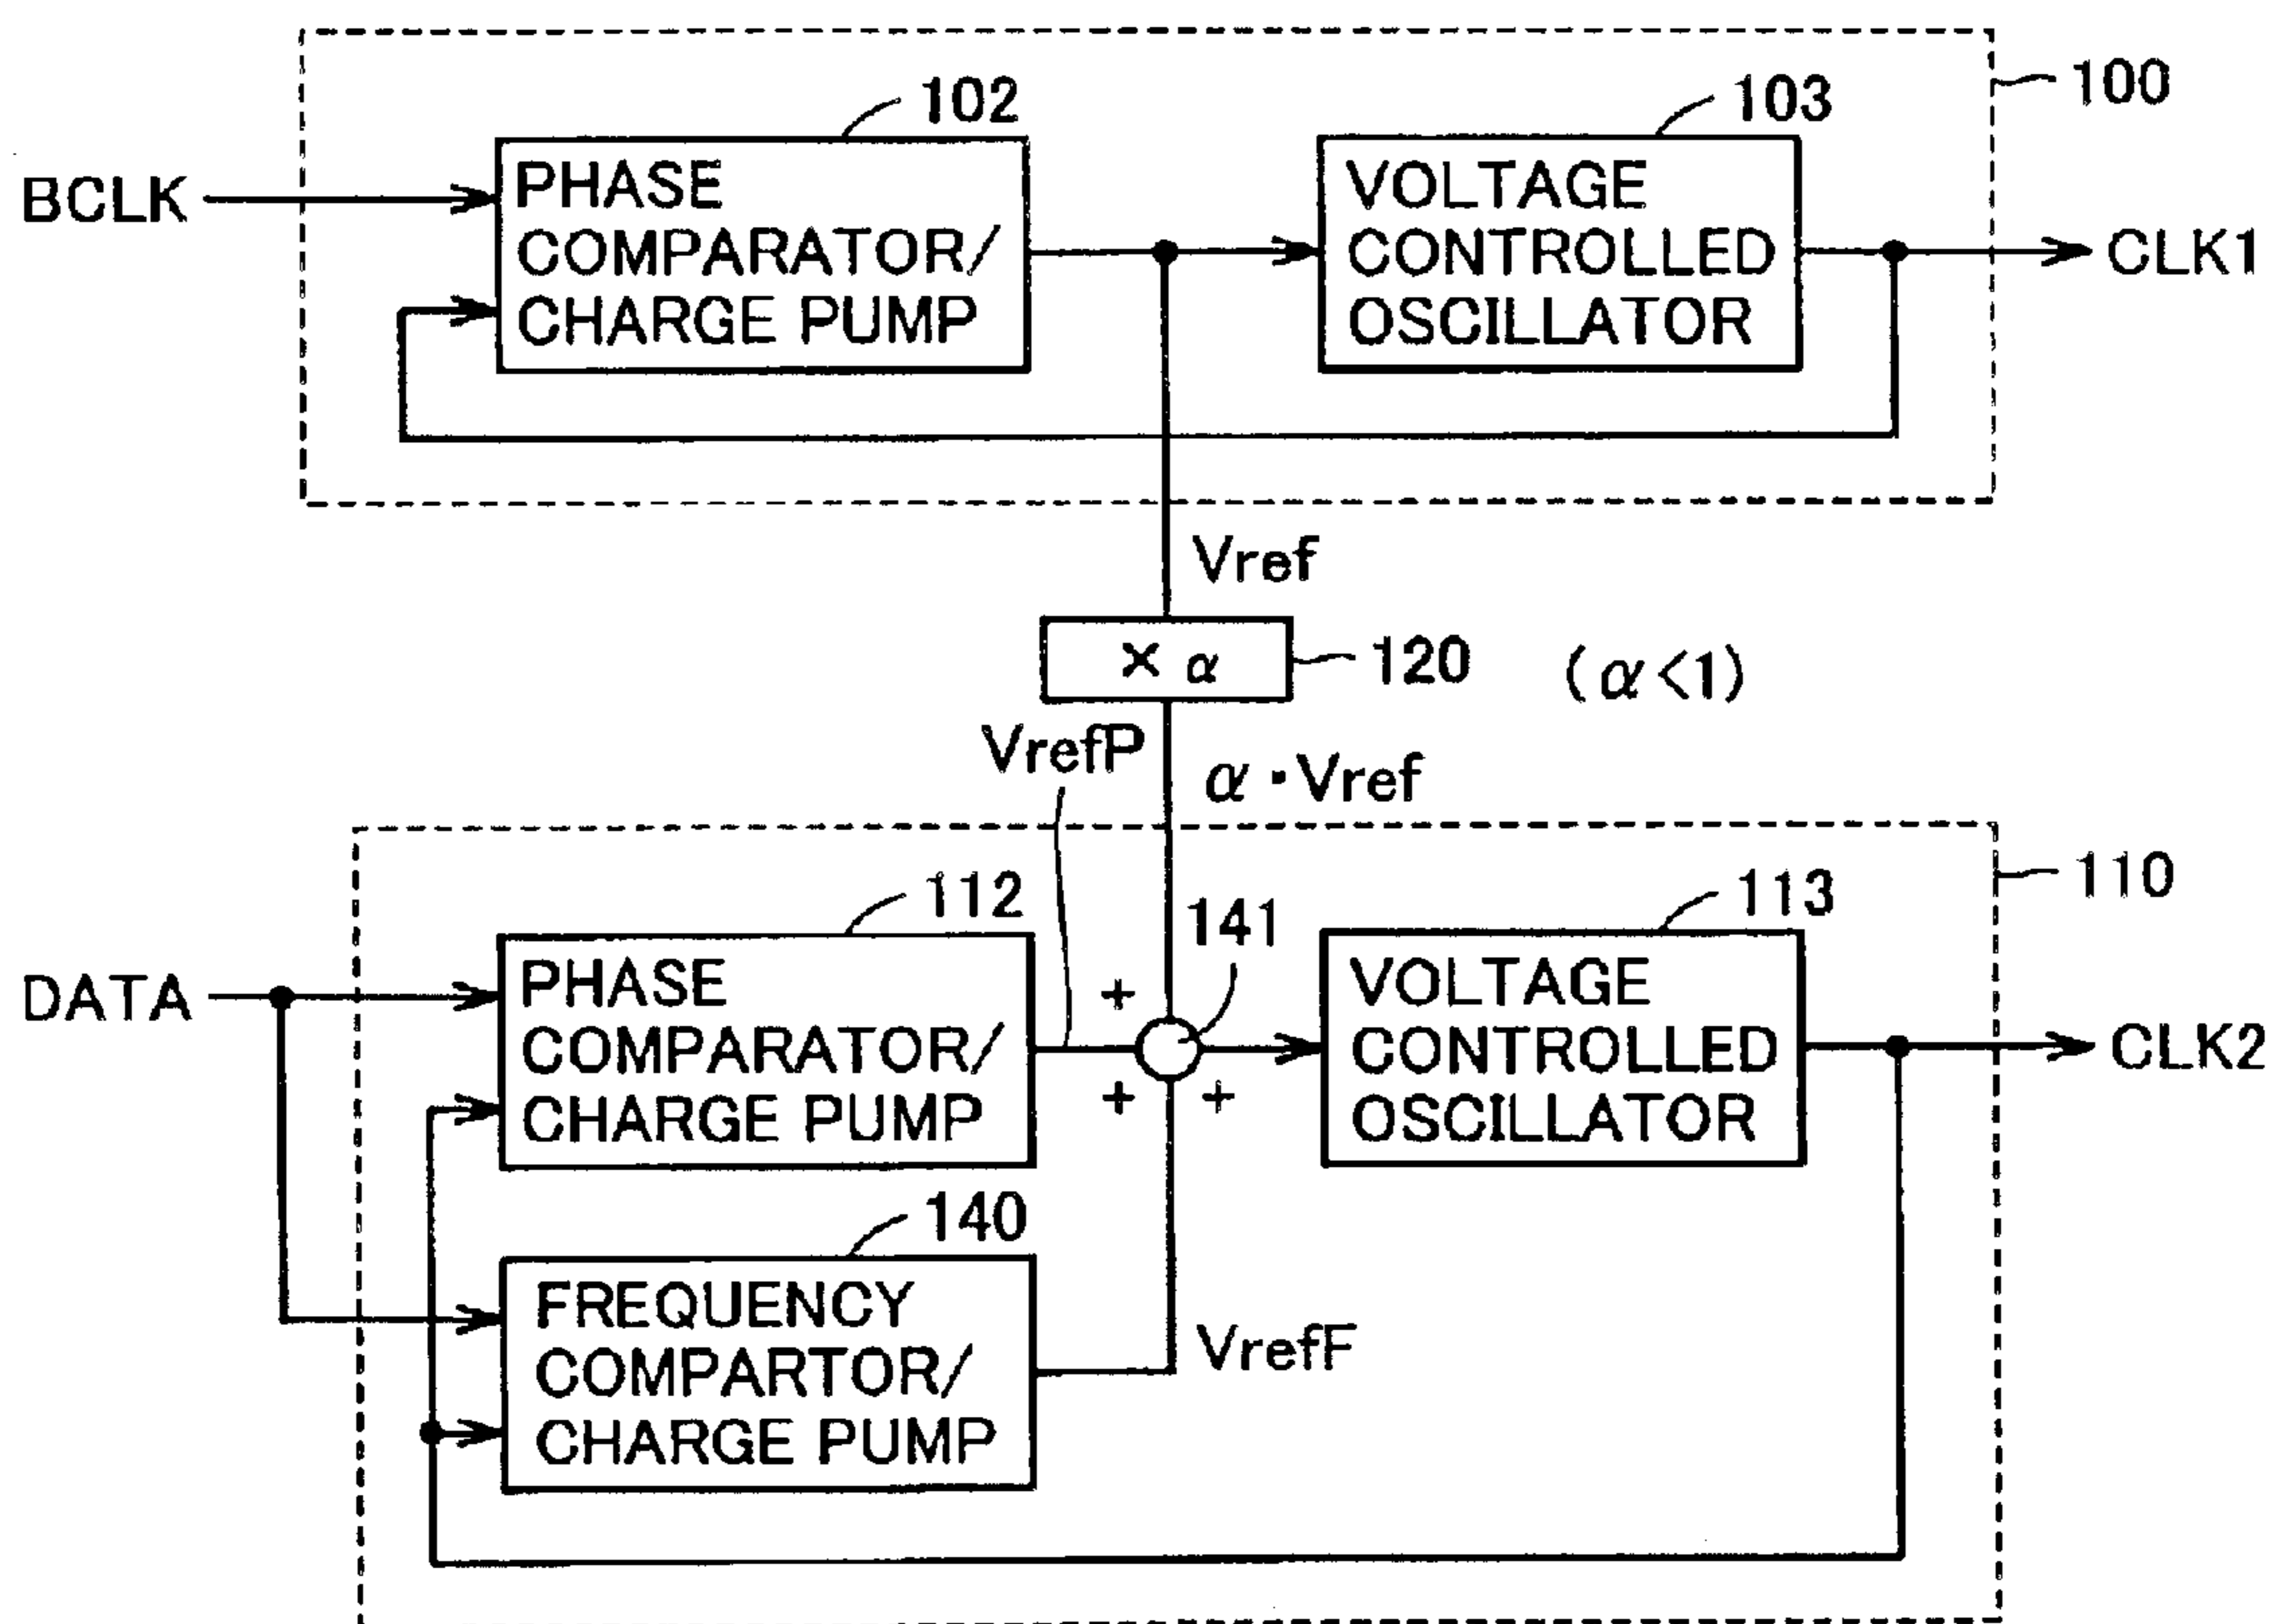 100
102
103
BCLK
PHASE
COMPARATOR/
CHARGE PUMP
VOLTAGE
CONTROLLED
OSCILLATOR
CLK1
Vref
× α
120
(α<1)
VrefP
α・Vref
110
112
141
113
DATA
PHASE
COMPARATOR/
CHARGE PUMP
+
+
+
VOLTAGE
CONTROLLED
OSCILLATOR
CLK2
140
FREQUENCY
COMPARTOR/
CHARGE PUMP
VrefF